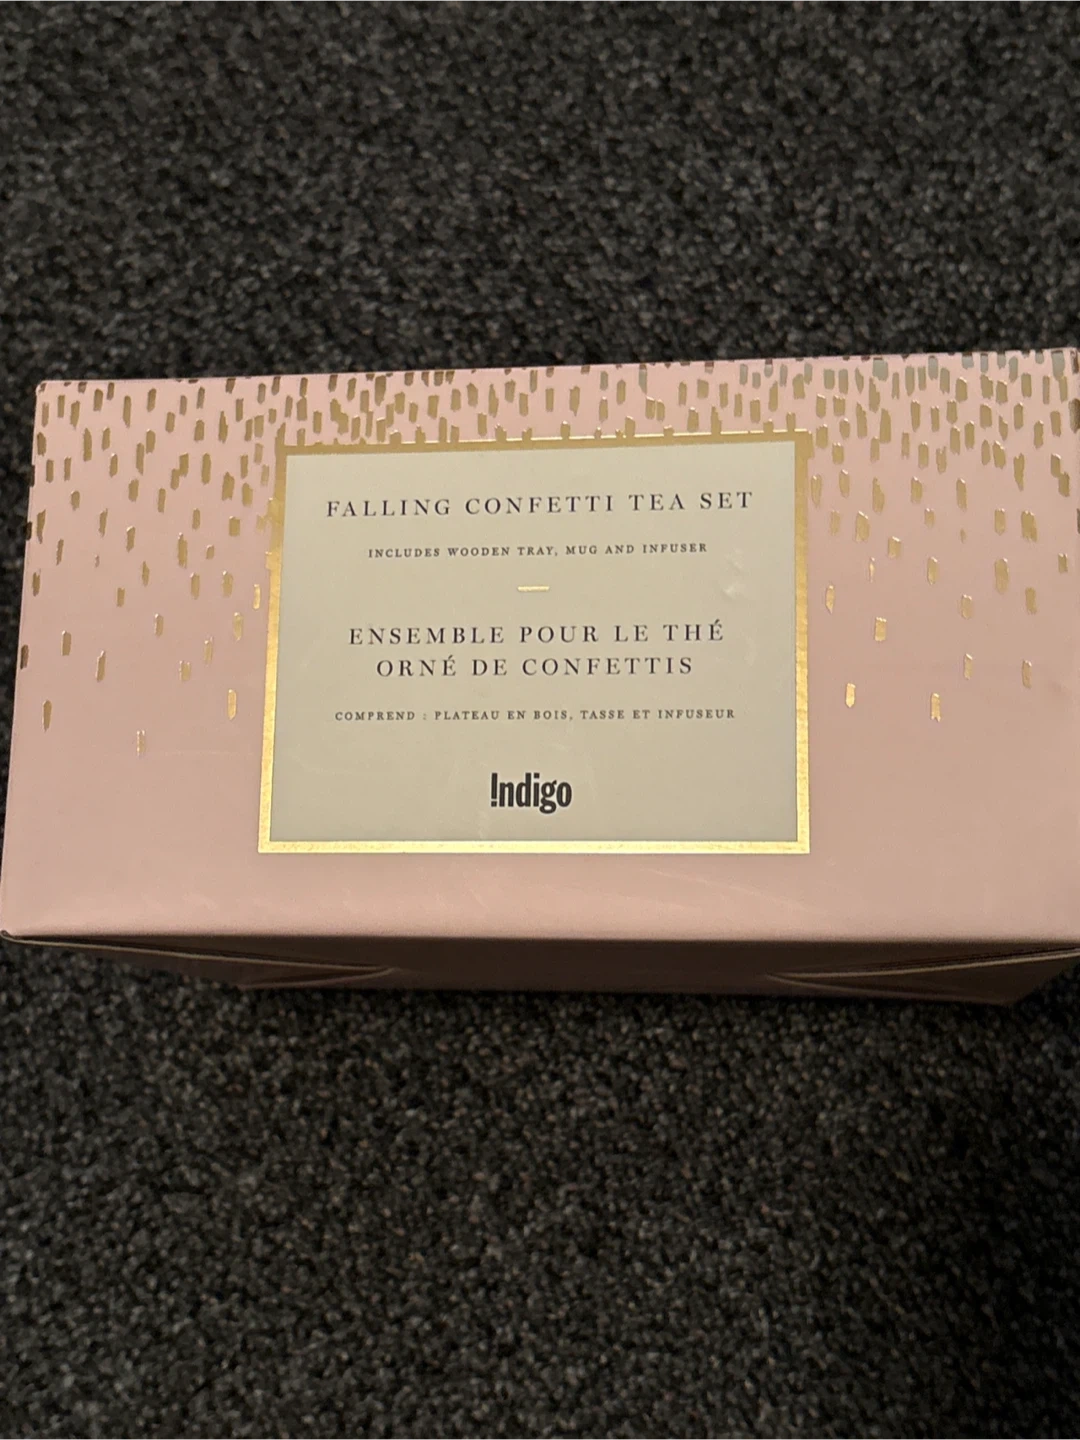 FALLING CONFETTI TEA SET
INCLUDES WOODEN TRAY, MUG AND INFUSER
ENSEMBLE POUR LE THÉ
ORNÉ DE CONFETTIS
COMPREND : PLATEAU EN BOIS, TASSE ET INFUSEUR
!ndigo